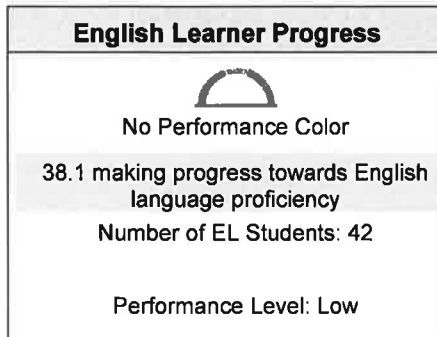 English Learner Progress
No Performance Color
38.1 making progress towards English
language proficiency
Number of EL Students: 42
Performance Level: Low